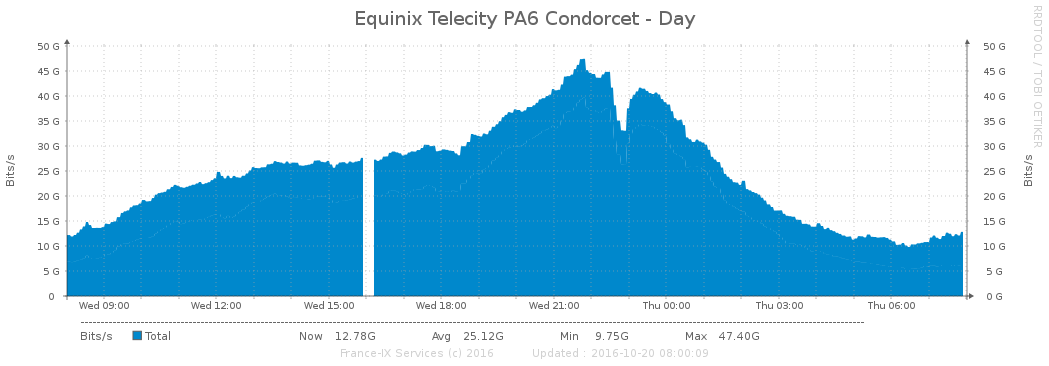 Equinix Telecity PA6 Condorcet - Day
RRDTOOL / TOBI OETIKER
50 G 50 G
45 G 45 G
40 G 40 G
35 G 35 G
30 G 30 G
25 G 25 G
20 G 20 G
15 G 15 G
10 G 10 G
5 G 5 G
0 0 G
Bits/s
Bits/s
Wed 09:00 Wed 12:00 Wed 15:00 Wed 18:00 Wed 21:00 Thu 00:00 Thu 03:00 Thu 06:00
Bits/s Total Now 12.78G Avg 25.12G Min 9.75G Max 47.40G
France-IX Services (c) 2016 Updated : 2016-10-20 08:00:09